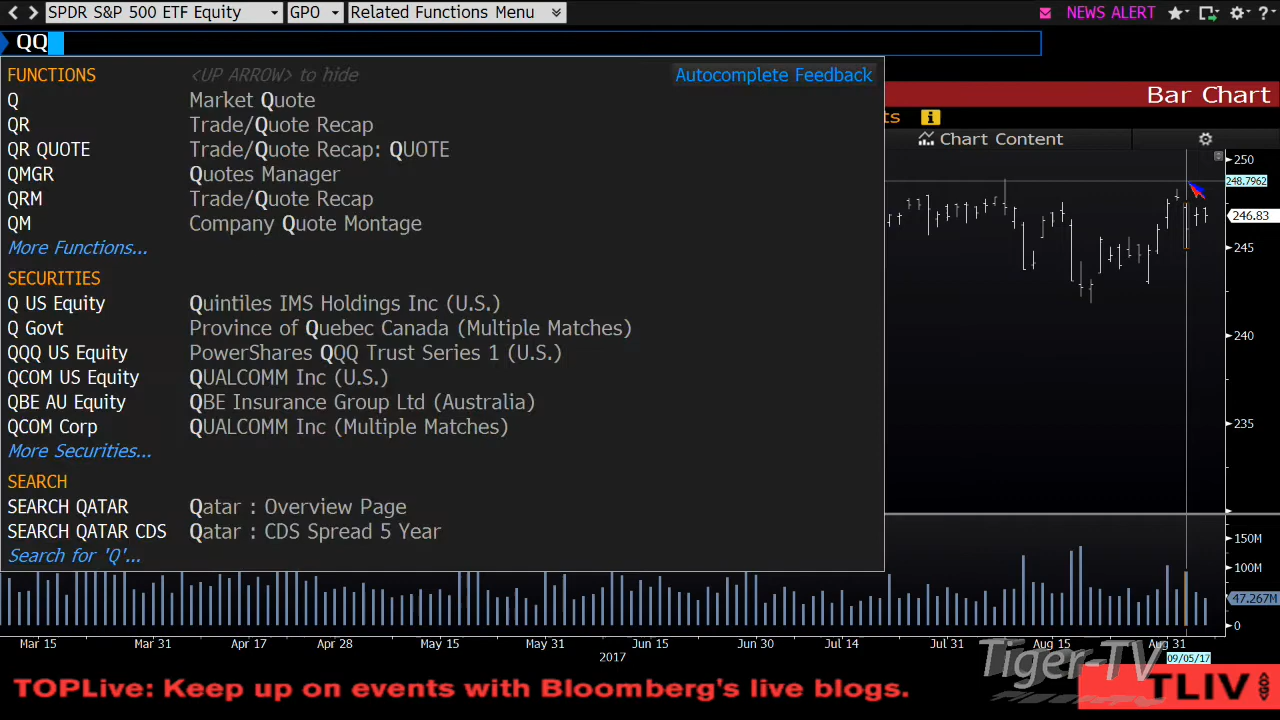 SPDR S&P 500 ETF Equity GPO Related Functions Menu NEWS ALERT ?
QQ
FUNCTIONS <UP ARROW> to hide Autocomplete Feedback
Q Market Quote
QR Trade/Quote Recap
QR QUOTE Trade/Quote Recap: QUOTE
QMGR Quotes Manager
QRM Trade/Quote Recap
QM Company Quote Montage
More Functions...
SECURITIES
Q US Equity Quintiles IMS Holdings Inc (U.S.)
Q Govt Province of Quebec Canada (Multiple Matches)
QQQ US Equity PowerShares QQQ Trust Series 1 (U.S.)
QCOM US Equity QUALCOMM Inc (U.S.)
QBE AU Equity QBE Insurance Group Ltd (Australia)
QCOM Corp QUALCOMM Inc (Multiple Matches)
More Securities...
SEARCH
SEARCH QATAR Qatar : Overview Page
SEARCH QATAR CDS Qatar : CDS Spread 5 Year
Search for 'Q'...
Bar Chart
ts i
Chart Content
250
248.7962
246.83
245
240
235
150M
100M
47.267M
0
Mar 15 Mar 31 Apr 17 Apr 28 May 15 May 31 Jun 15 Jun 30 Jul 14 Jul 31 Aug 15 Aug 31
2017
09/05/17
Tiger-TV
TOPLive: Keep up on events with Bloomberg's live blogs.
TLIV